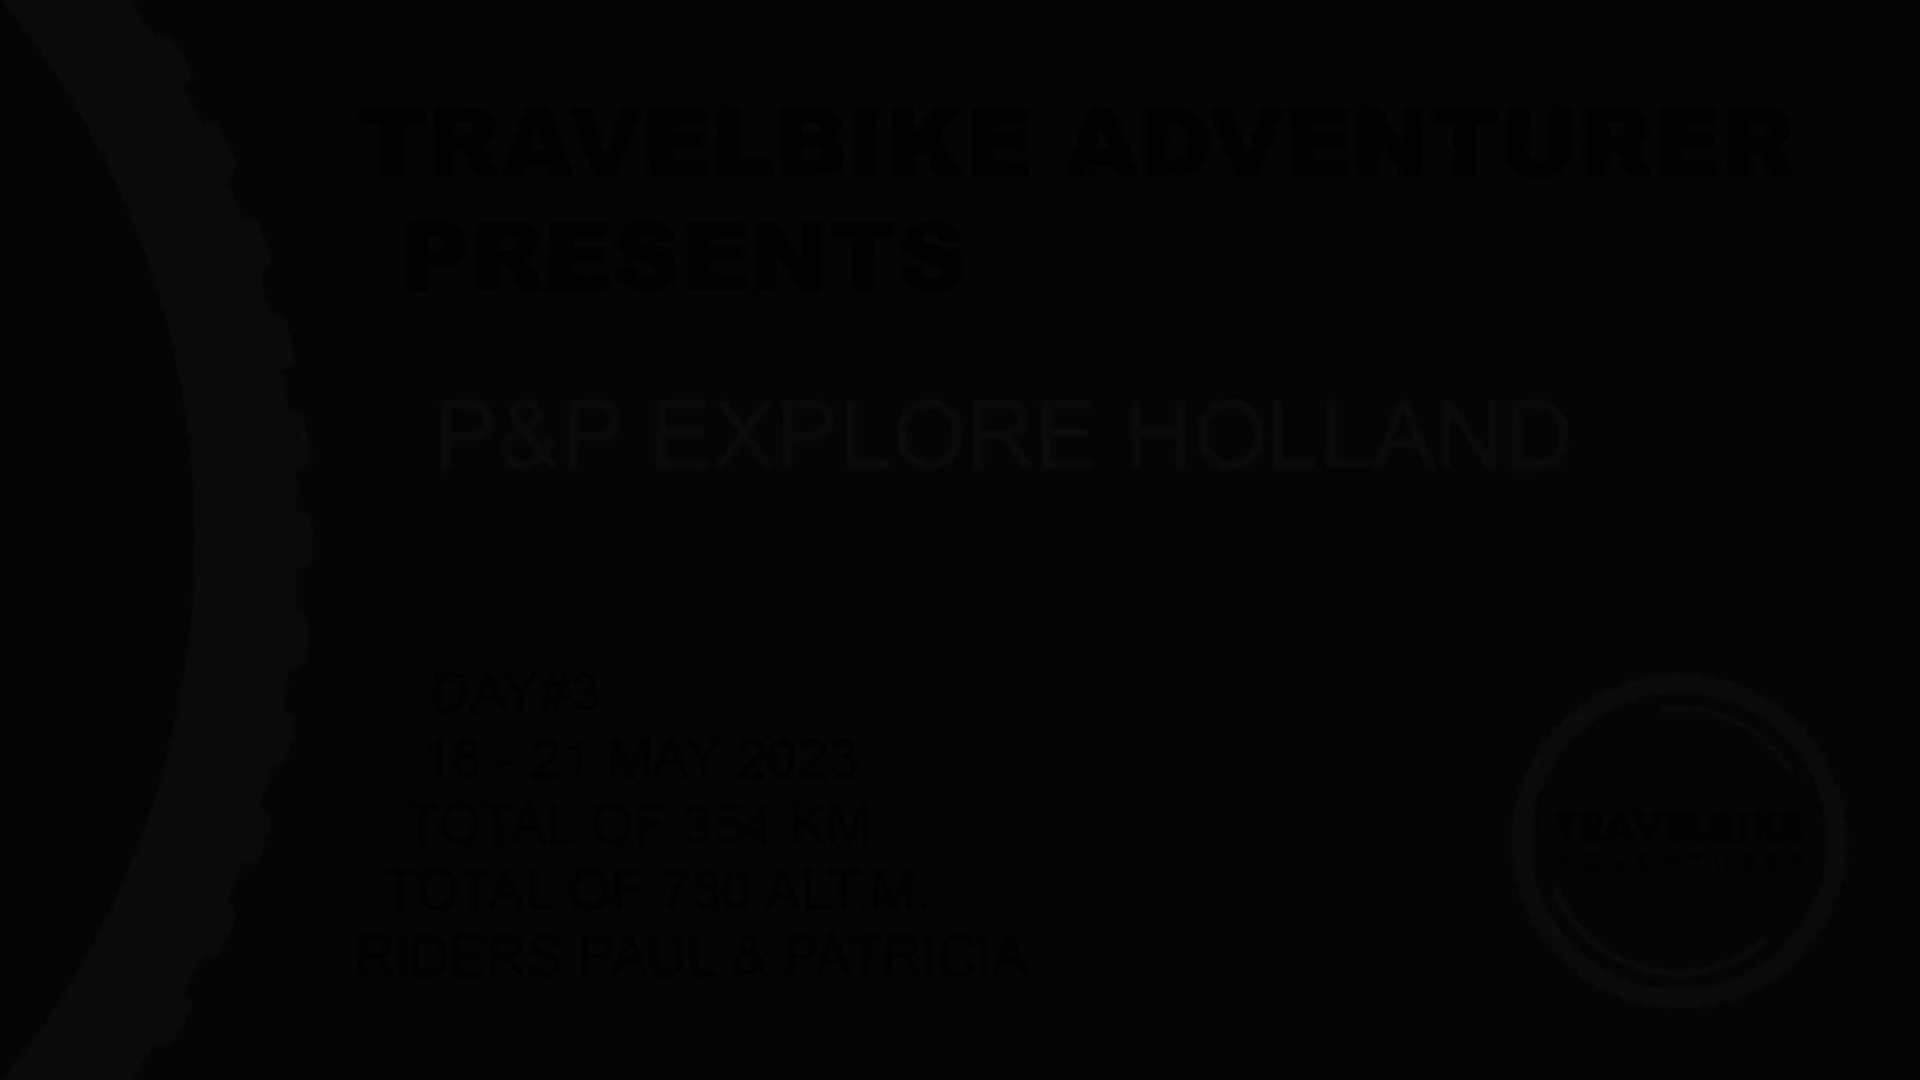 TRAVELBIKE ADVENTURER
PRESENTS
P&P EXPLORE HOLLAND
DAY#3
18 - 21 MAY 2023
TOTAL OF 354 KM
TOTAL OF 730 ALT.M.
RIDERS PAUL & PATRICIA
TRAVELBIKE
ADVENTURER